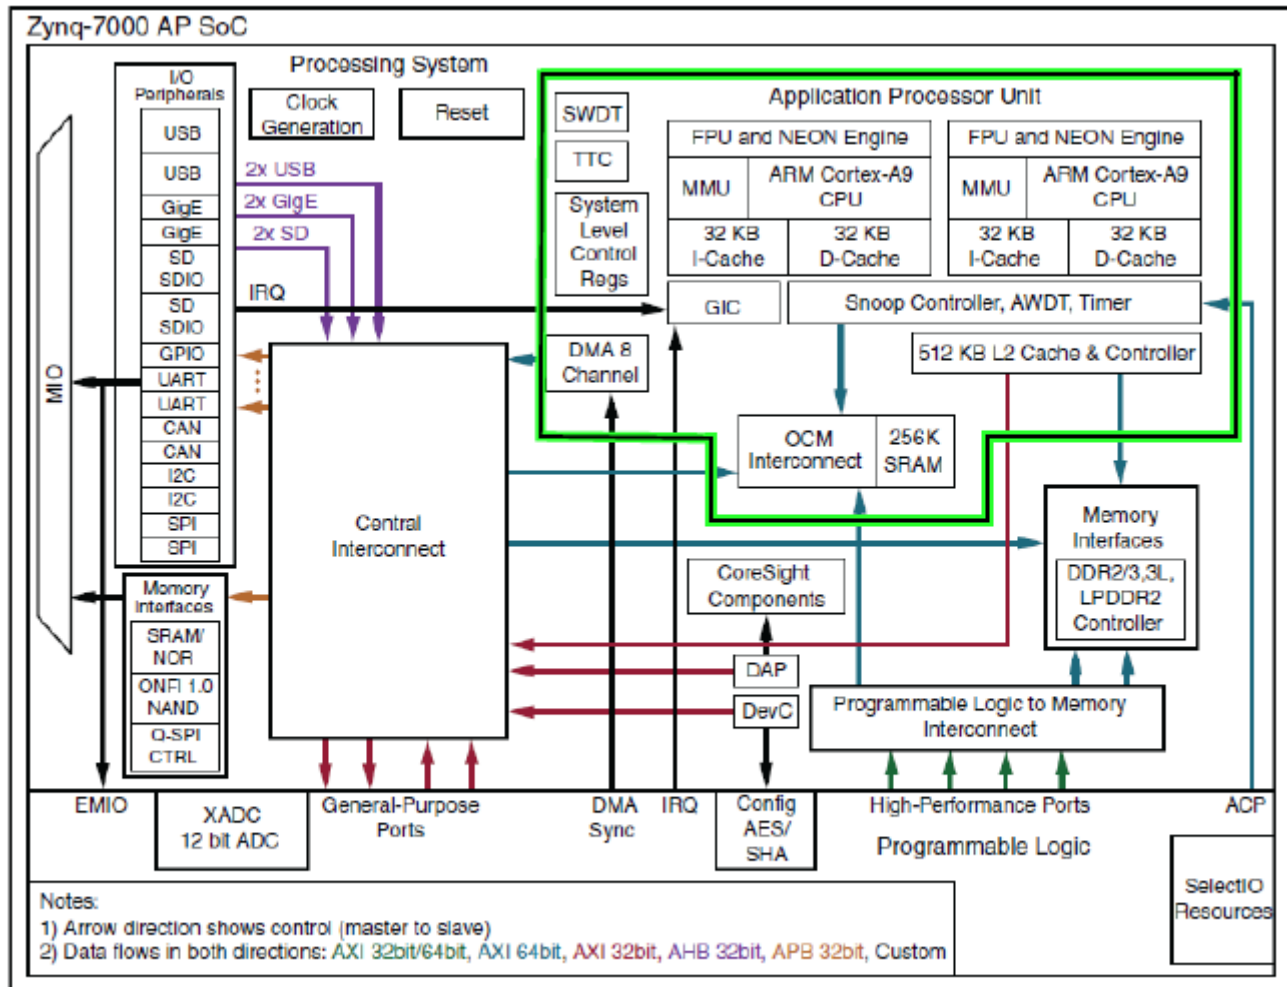 Zynq-7000 AP SoC
Processing System
I/O
Peripherals
USB
USB
GigE
GigE
SD
SDIO
SD
SDIO
GPIO
UART
UART
CAN
CAN
I2C
I2C
SPI
SPI
MIO
Clock
Generation
Reset
2x USB
2x GigE
2x SD
IRQ
Application Processor Unit
SWDT
TTC
System
Level
Control
Regs
FPU and NEON Engine
MMU
ARM Cortex-A9
CPU
32 KB
I-Cache
32 KB
D-Cache
FPU and NEON Engine
MMU
ARM Cortex-A9
CPU
32 KB
I-Cache
32 KB
D-Cache
GIC
Snoop Controller, AWDT, Timer
DMA 8
Channel
512 KB L2 Cache & Controller
OCM
Interconnect
256K
SRAM
Central
Interconnect
Memory
Interfaces
DDR2/3,3L,
LPDDR2
Controller
CoreSight
Components
Memory
Interfaces
SRAM/
NOR
ONFI 1.0
NAND
Q-SPI
CTRL
DAP
DevC
Programmable Logic to Memory
Interconnect
EMIO
XADC
12 bit ADC
General-Purpose
Ports
DMA
Sync
IRQ
Config
AES/
SHA
High-Performance Ports
ACP
Programmable Logic
SelectIO
Resources
Notes:
1) Arrow direction shows control (master to slave)
2) Data flows in both directions: AXI 32bit/64bit, AXI 64bit, AXI 32bit, AHB 32bit, APB 32bit, Custom